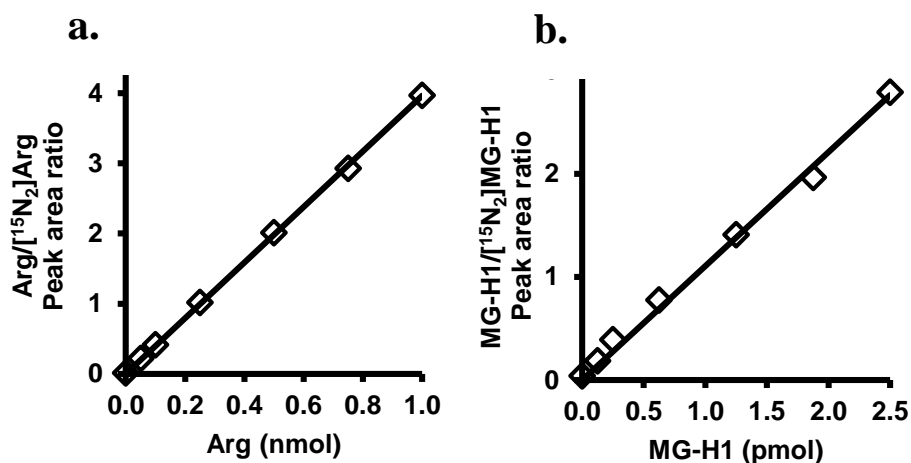 a.
Arg/[¹⁵N₂]Arg
Peak area ratio
4
3
2
1
0
0.0 0.2 0.4 0.6 0.8 1.0
Arg (nmol)
b.
MG-H1/[¹⁵N₂]MG-H1
Peak area ratio
2
1
0
0.0 0.5 1.0 1.5 2.0 2.5
MG-H1 (pmol)